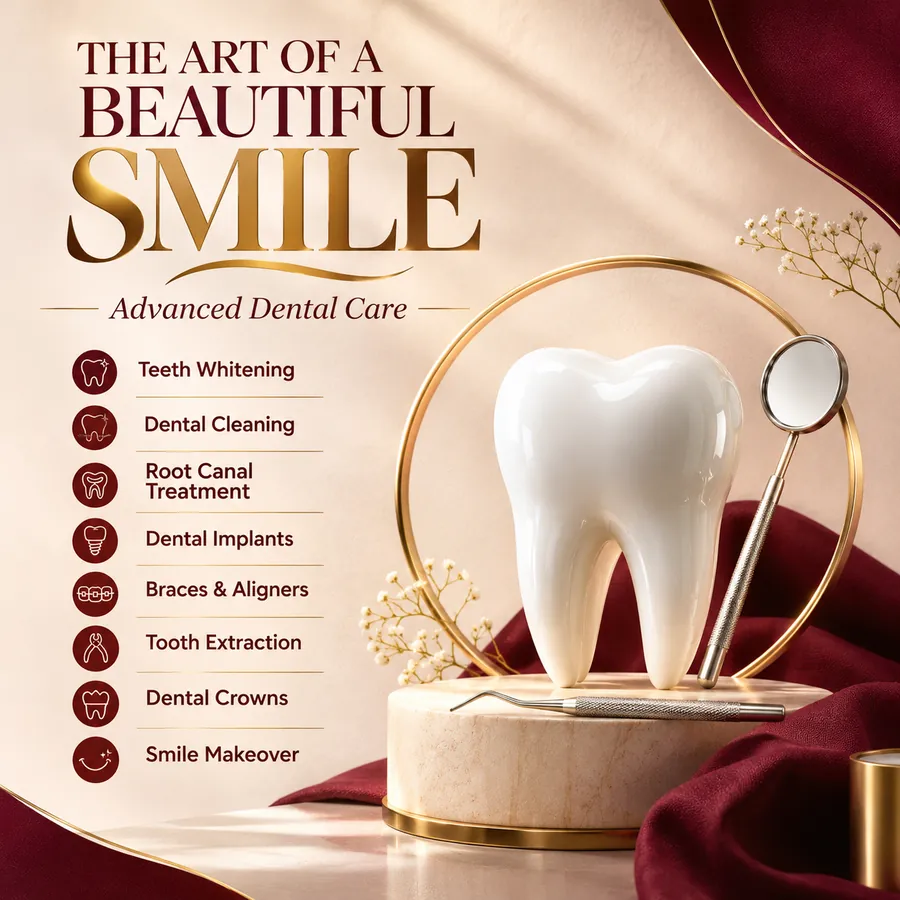 THE ART OF A
BEAUTIFUL
SMILE
Advanced Dental Care
Teeth Whitening
Dental Cleaning
Root Canal
Treatment
Dental Implants
Braces & Aligners
Tooth Extraction
Dental Crowns
Smile Makeover